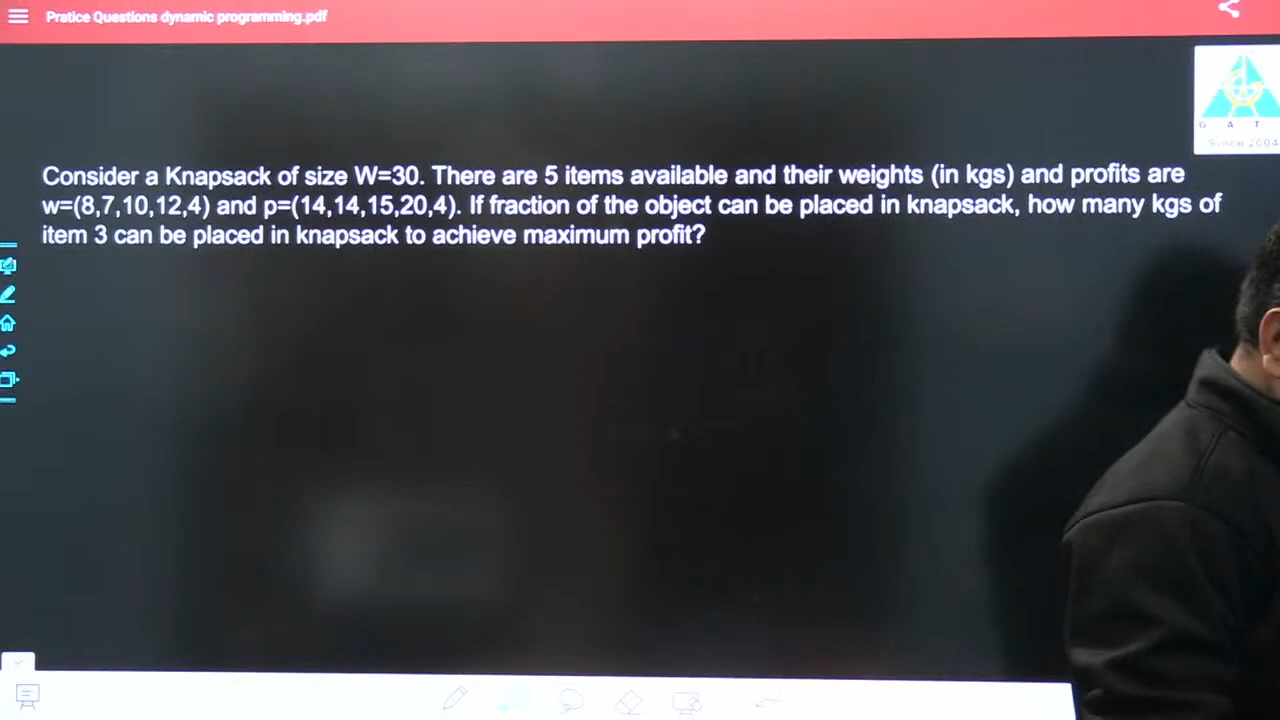 Pratice Questions dynamic programming.pdf
Consider a Knapsack of size W=30. There are 5 items available and their weights (in kgs) and profits are
w=(8,7,10,12,4) and p=(14,14,15,20,4). If fraction of the object can be placed in knapsack, how many kgs of
item 3 can be placed in knapsack to achieve maximum profit?
G A T
Since 2004